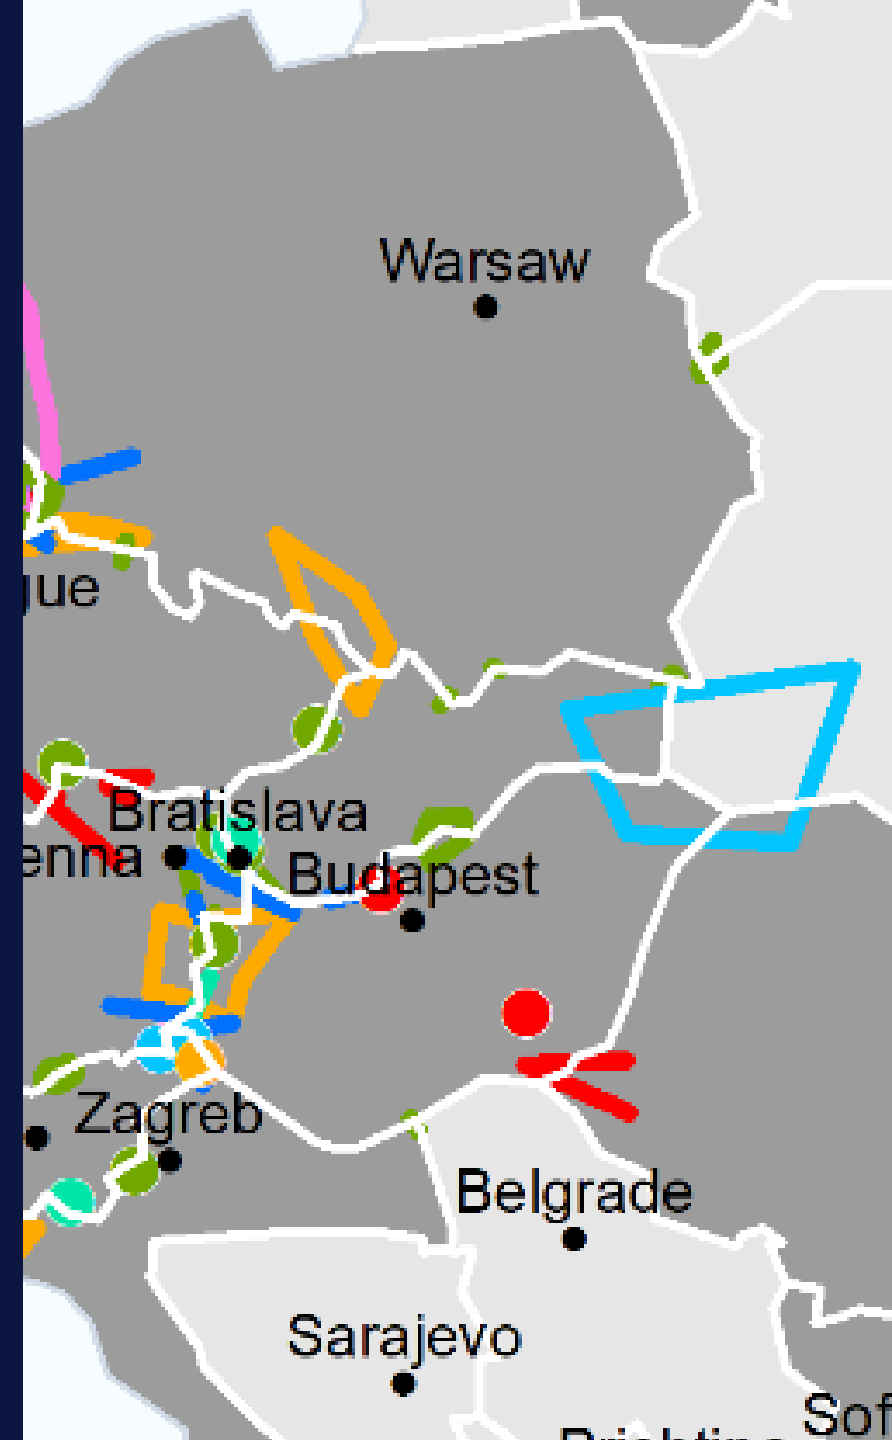 Warsaw
gue
Bratislava
enna
Budapest
Zagreb
Belgrade
Sarajevo
Sof